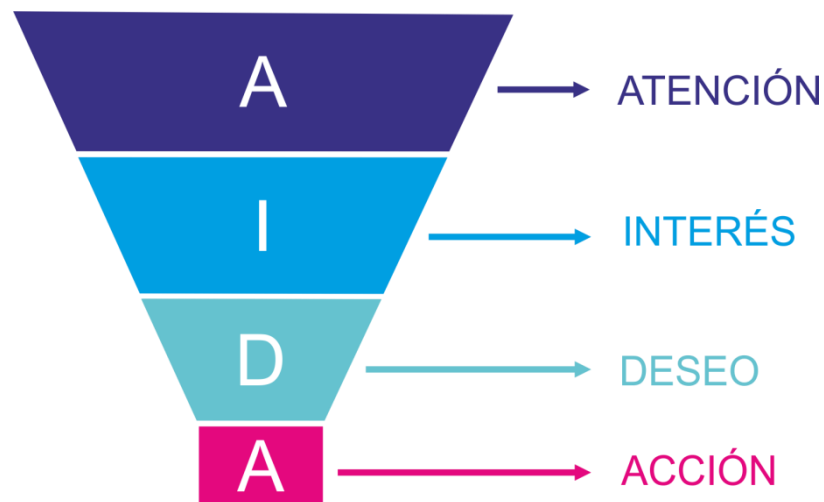 A
ATENCIÓN
I
INTERÉS
D
DESEO
A
ACCIÓN